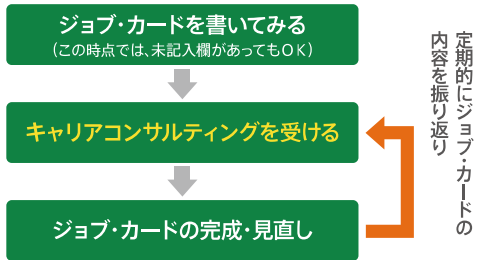 ジョブ・カードを書いてみる
(この時点では、未記入欄があってもOK)
キャリアコンサルティングを受ける
ジョブ・カードの完成・見直し
定期的にジョブ・カードの
内容を振り返り